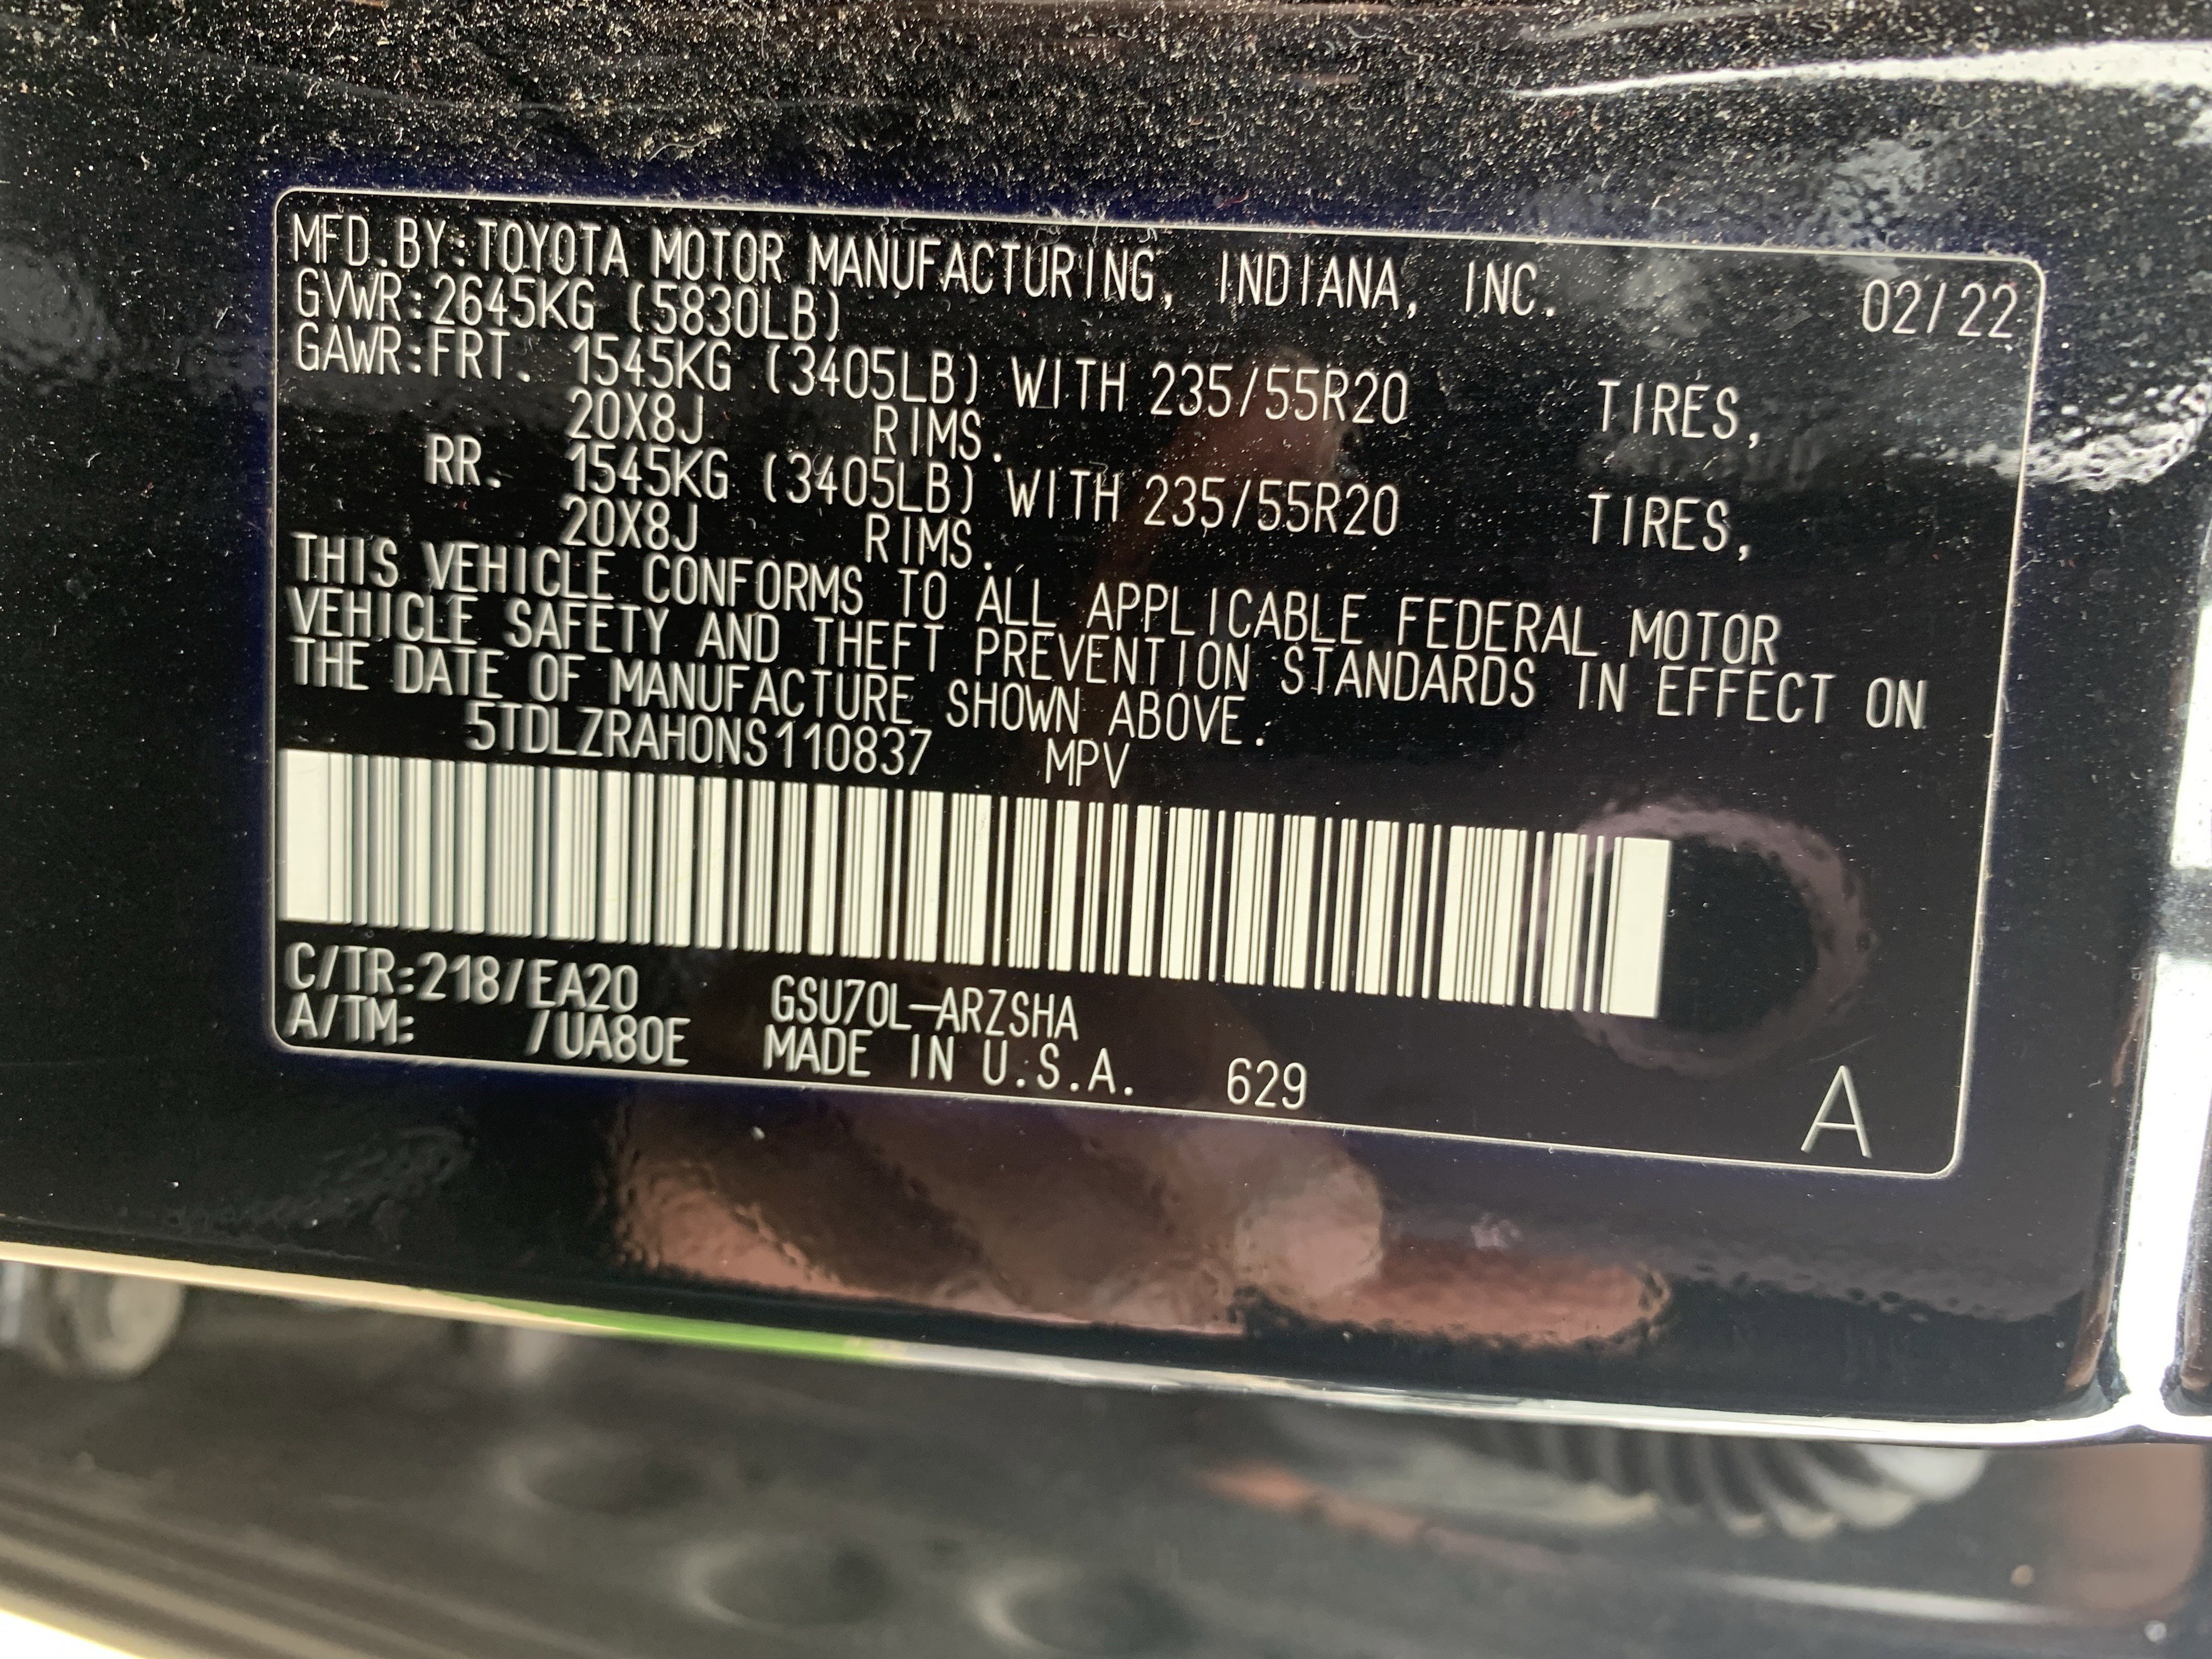 MFD. BY: TOYOTA MOTOR MANUFACTURING, INDIANA, INC. 02/22
GVWR: 2645KG (5830LB)
GAWR: FRT. 1545KG (3405LB) WITH 235/55R20 TIRES,
20X8J RIMS.
RR. 1545KG (3405LB) WITH 235/55R20 TIRES,
20X8J RIMS.
THIS VEHICLE CONFORMS TO ALL APPLICABLE FEDERAL MOTOR
VEHICLE SAFETY AND THEFT PREVENTION STANDARDS IN EFFECT ON
THE DATE OF MANUFACTURE SHOWN ABOVE.
5TDLZRAH0NS110837 MPV
C/TR: 218/EA20 GSU70L-ARZSHA
A/TM: /UA80E MADE IN U.S.A. 629
A